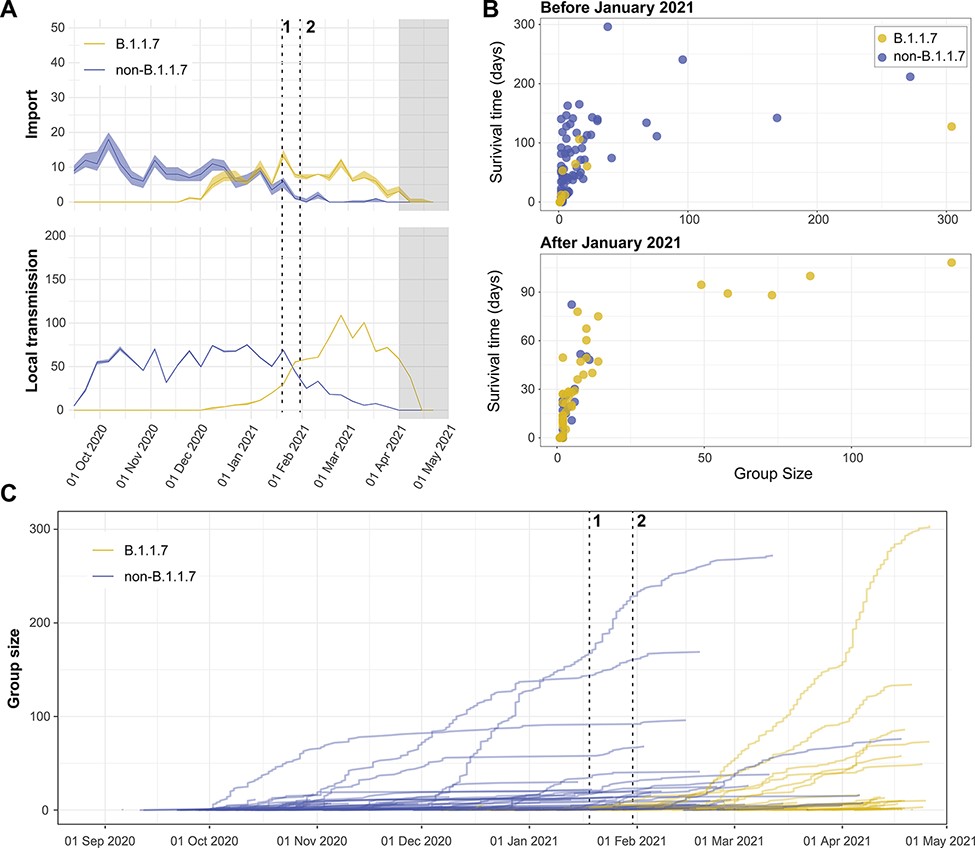 A
1
2
B.1.1.7
non-B.1.1.7
Import
50
40
30
20
10
0
Local transmission
200
150
100
50
0
01 Oct 2020
01 Nov 2020
01 Dec 2020
01 Jan 2021
01 Feb 2021
01 Mar 2021
01 Apr 2021
01 May 2021
B
Before January 2021
B.1.1.7
non-B.1.1.7
Surivival time (days)
300
200
100
0
0
100
200
300
After January 2021
Surivival time (days)
90
60
30
0
0
50
100
Group Size
C
1
2
B.1.1.7
non-B.1.1.7
Group size
300
200
100
0
01 Sep 2020
01 Oct 2020
01 Nov 2020
01 Dec 2020
01 Jan 2021
01 Feb 2021
01 Mar 2021
01 Apr 2021
01 May 2021